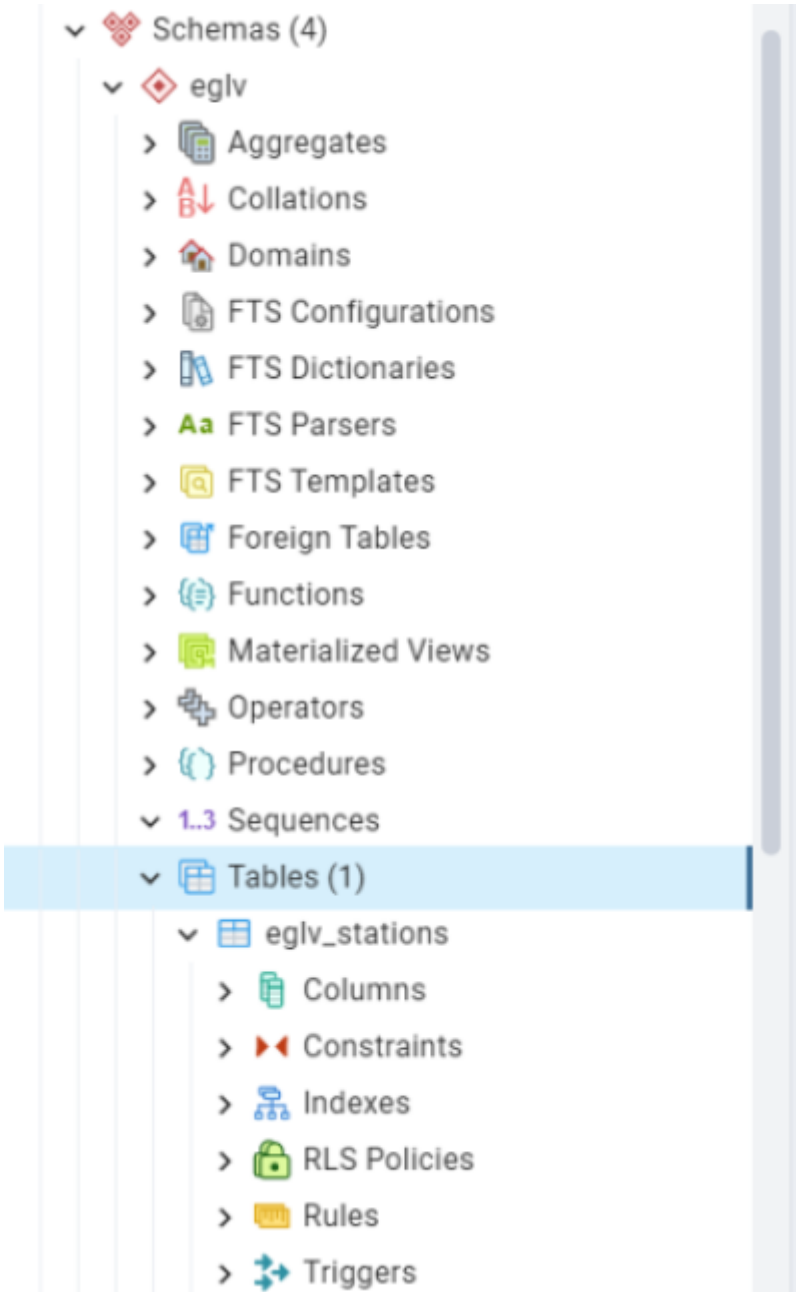 Schemas (4)
eglv
Aggregates
Collations
Domains
FTS Configurations
FTS Dictionaries
Aa FTS Parsers
FTS Templates
Foreign Tables
Functions
Materialized Views
Operators
Procedures
1..3 Sequences
Tables (1)
eglv_stations
Columns
Constraints
Indexes
RLS Policies
Rules
Triggers